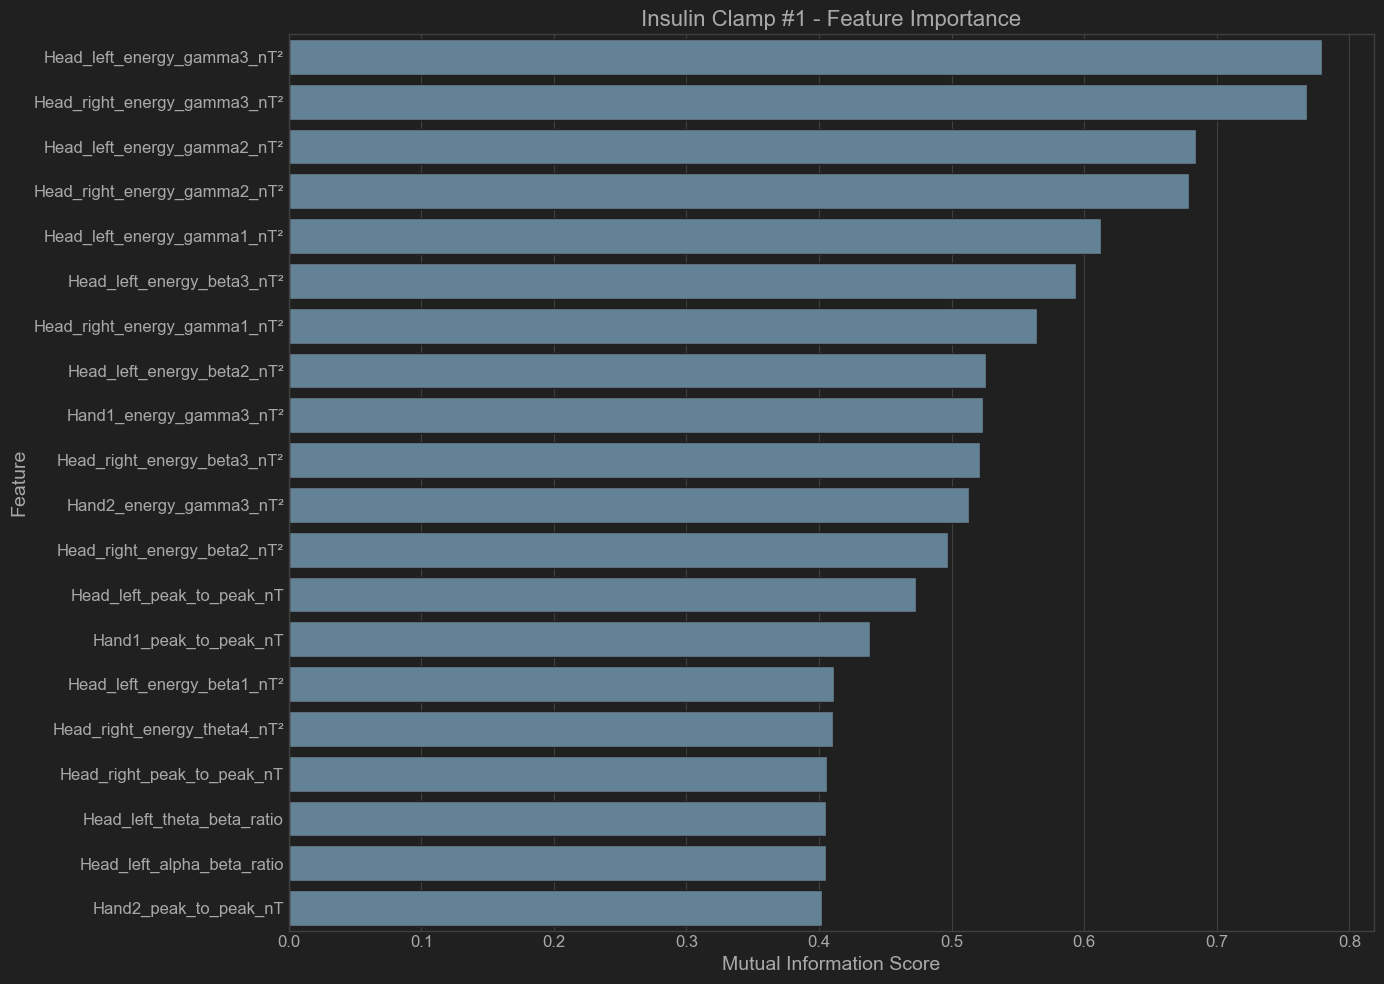 Insulin Clamp #1 - Feature Importance
Head_left_energy_gamma3_nT²
Head_right_energy_gamma3_nT²
Head_left_energy_gamma2_nT²
Head_right_energy_gamma2_nT²
Head_left_energy_gamma1_nT²
Head_left_energy_beta3_nT²
Head_right_energy_gamma1_nT²
Head_left_energy_beta2_nT²
Hand1_energy_gamma3_nT²
Head_right_energy_beta3_nT²
Hand2_energy_gamma3_nT²
Head_right_energy_beta2_nT²
Head_left_peak_to_peak_nT
Hand1_peak_to_peak_nT
Head_left_energy_beta1_nT²
Head_right_energy_theta4_nT²
Head_right_peak_to_peak_nT
Head_left_theta_beta_ratio
Head_left_alpha_beta_ratio
Hand2_peak_to_peak_nT
Feature
0.0 0.1 0.2 0.3 0.4 0.5 0.6 0.7 0.8
Mutual Information Score